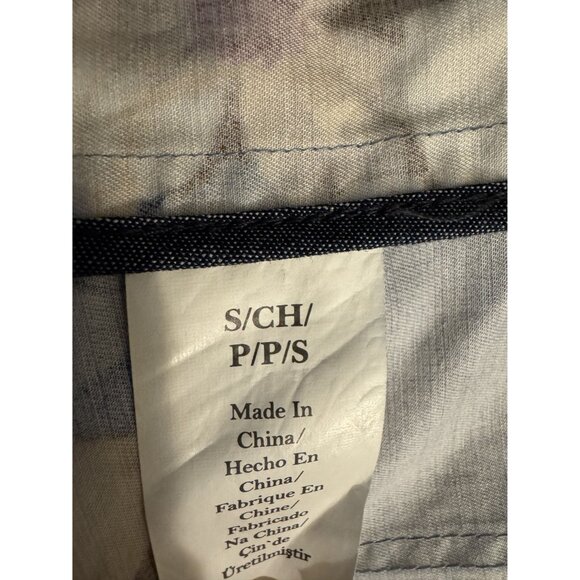 S/CH/
P/P/S
Made In
China/
Hecho En
China/
Fabrique En
Chine/
Fabricado
Na China/
Çin`de
Üretilmiştir